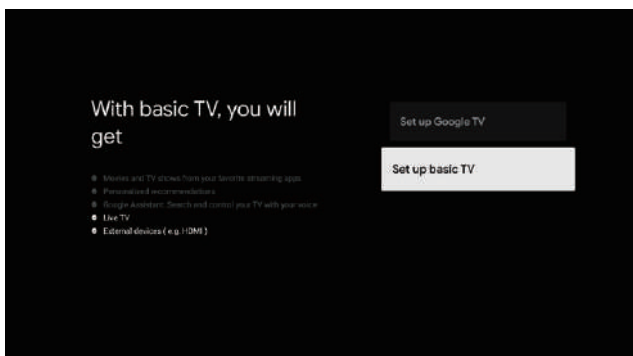 With basic TV, you will
get
Movies and TV shows from your favorite streaming apps
Personalized recommendations
Google Assistant: Search and control your TV with your voice
Live TV
External devices ( e.g. HDMI )
Set up Google TV
Set up basic TV